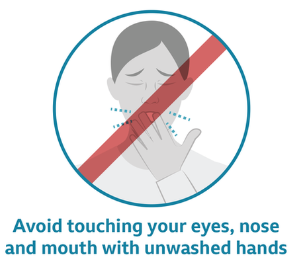 Avoid touching your eyes, nose
and mouth with unwashed hands